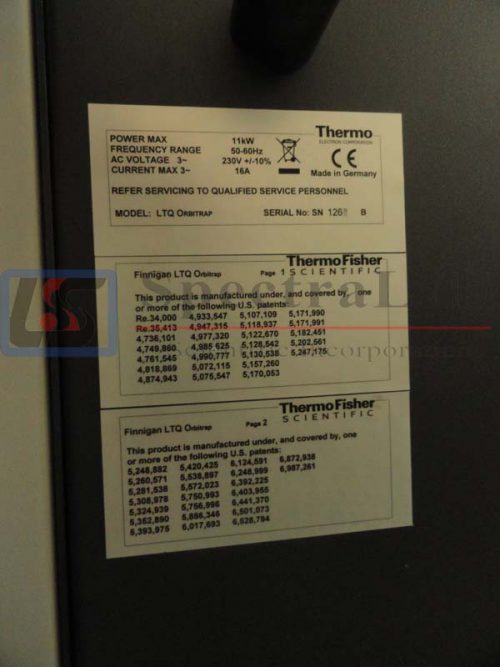 POWER MAX 11kW
FREQUENCY RANGE 50-60Hz
AC VOLTAGE 3~ 230V +/-10%
CURRENT MAX 3~ 16A
Thermo
ELECTRON CORPORATION
CE
Made in Germany
REFER SERVICING TO QUALIFIED SERVICE PERSONNEL
MODEL: LTQ ORBITRAP SERIAL No: SN 126 B
ThermoFisher
SCIENTIFIC
Finnigan LTQ Orbitrap Page 1
This product is manufactured under, and covered by, one
or more of the following U.S. patents:
Re.34,000 4,933,547 5,107,109 5,171,990
Re.35,413 4,947,315 5,118,937 5,171,991
4,736,101 4,977,320 5,122,670 5,182,451
4,749,860 4,985,625 5,128,542 5,202,561
4,761,545 4,990,777 5,130,538 5,247,175
4,818,869 5,072,115 5,157,260
4,874,943 5,075,547 5,170,053
ThermoFisher
SCIENTIFIC
Finnigan LTQ Orbitrap Page 2
This product is manufactured under, and covered by, one
or more of the following U.S. patents:
5,248,882 5,420,425 6,124,591 6,872,938
5,260,571 5,538,897 6,248,999 6,987,261
5,281,538 5,572,023 6,392,225
5,308,978 5,750,993 6,403,955
5,324,939 5,756,996 6,441,370
5,352,890 5,886,346 6,501,073
5,393,975 6,017,693 6,528,794